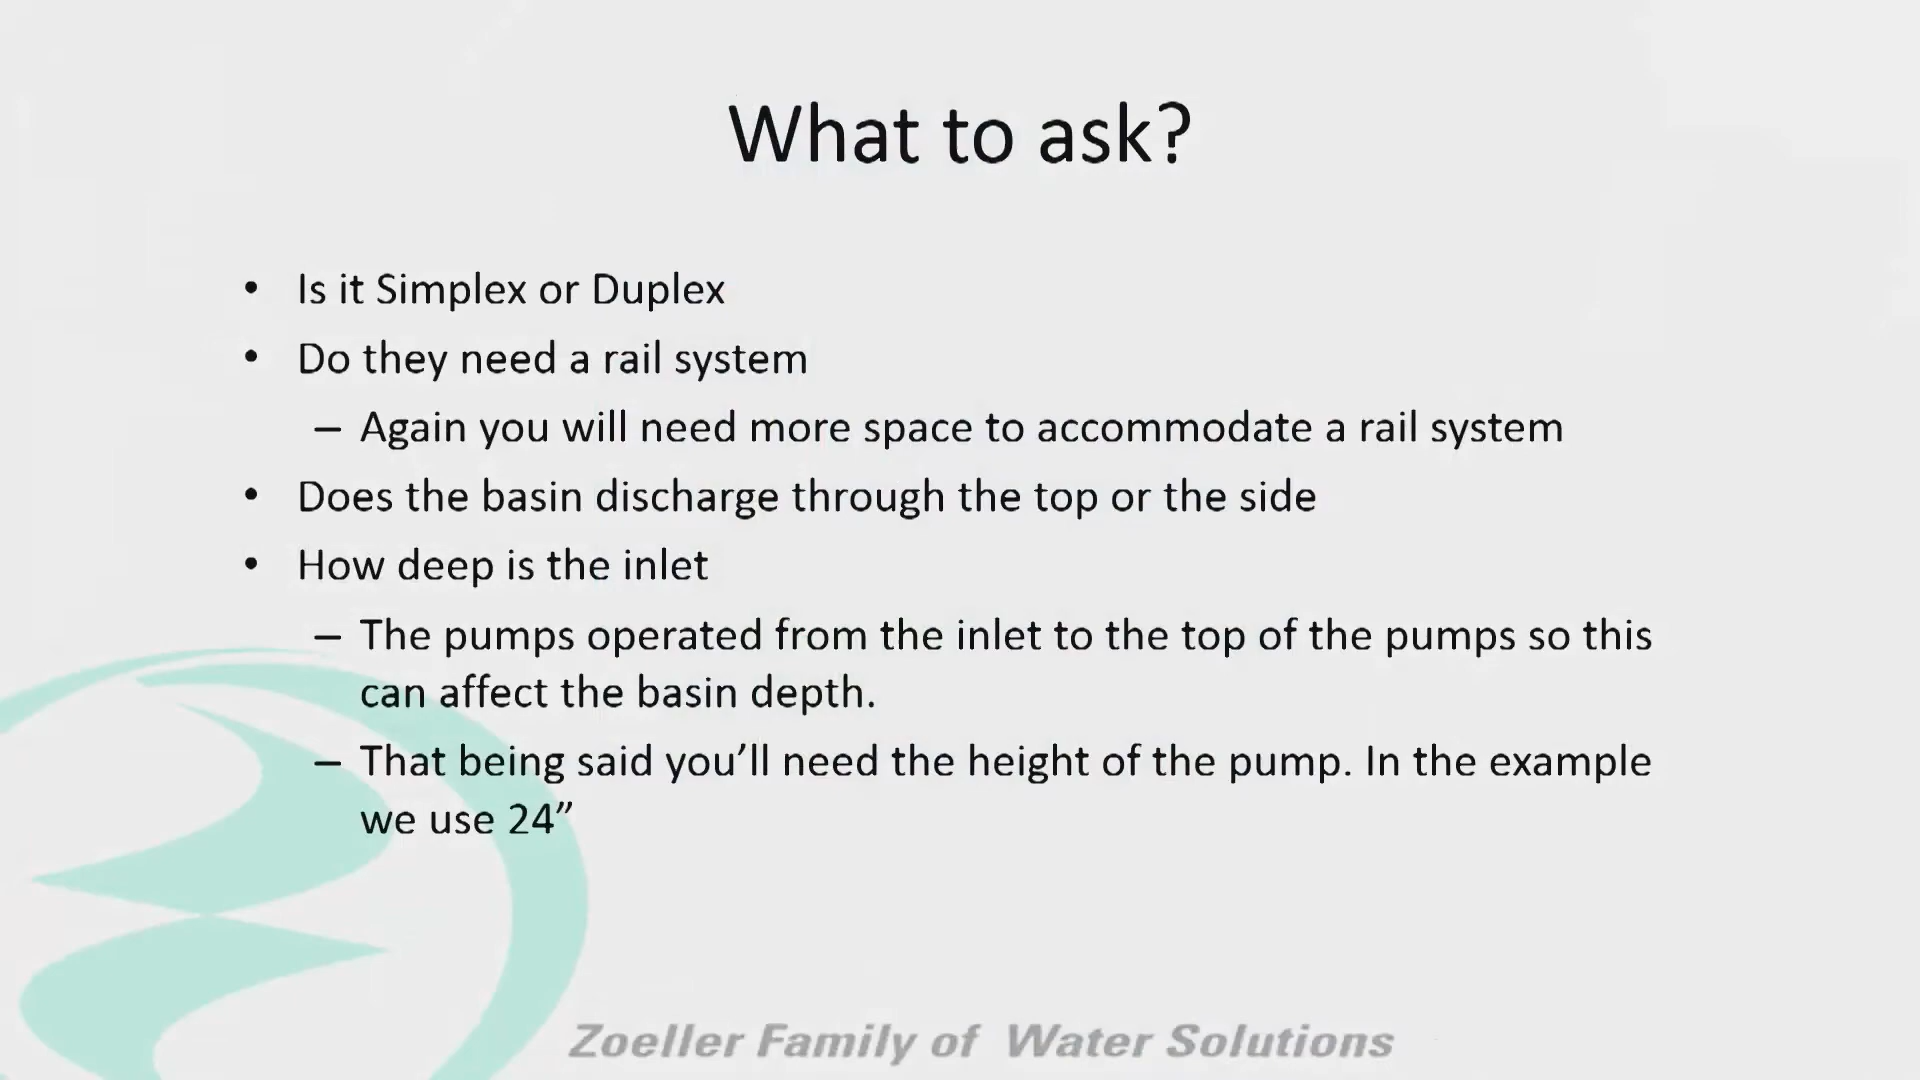 What to ask?
• Is it Simplex or Duplex
• Do they need a rail system
– Again you will need more space to accommodate a rail system
• Does the basin discharge through the top or the side
• How deep is the inlet
– The pumps operated from the inlet to the top of the pumps so this
can affect the basin depth.
– That being said you’ll need the height of the pump. In the example
we use 24”
Zoeller Family of Water Solutions